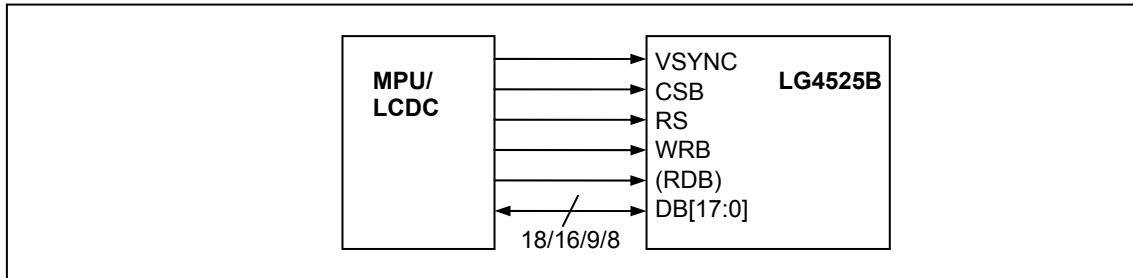 MPU/
LCDC
VSYNC
CSB
RS
WRB
(RDB)
DB[17:0]
LG4525B
18/16/9/8